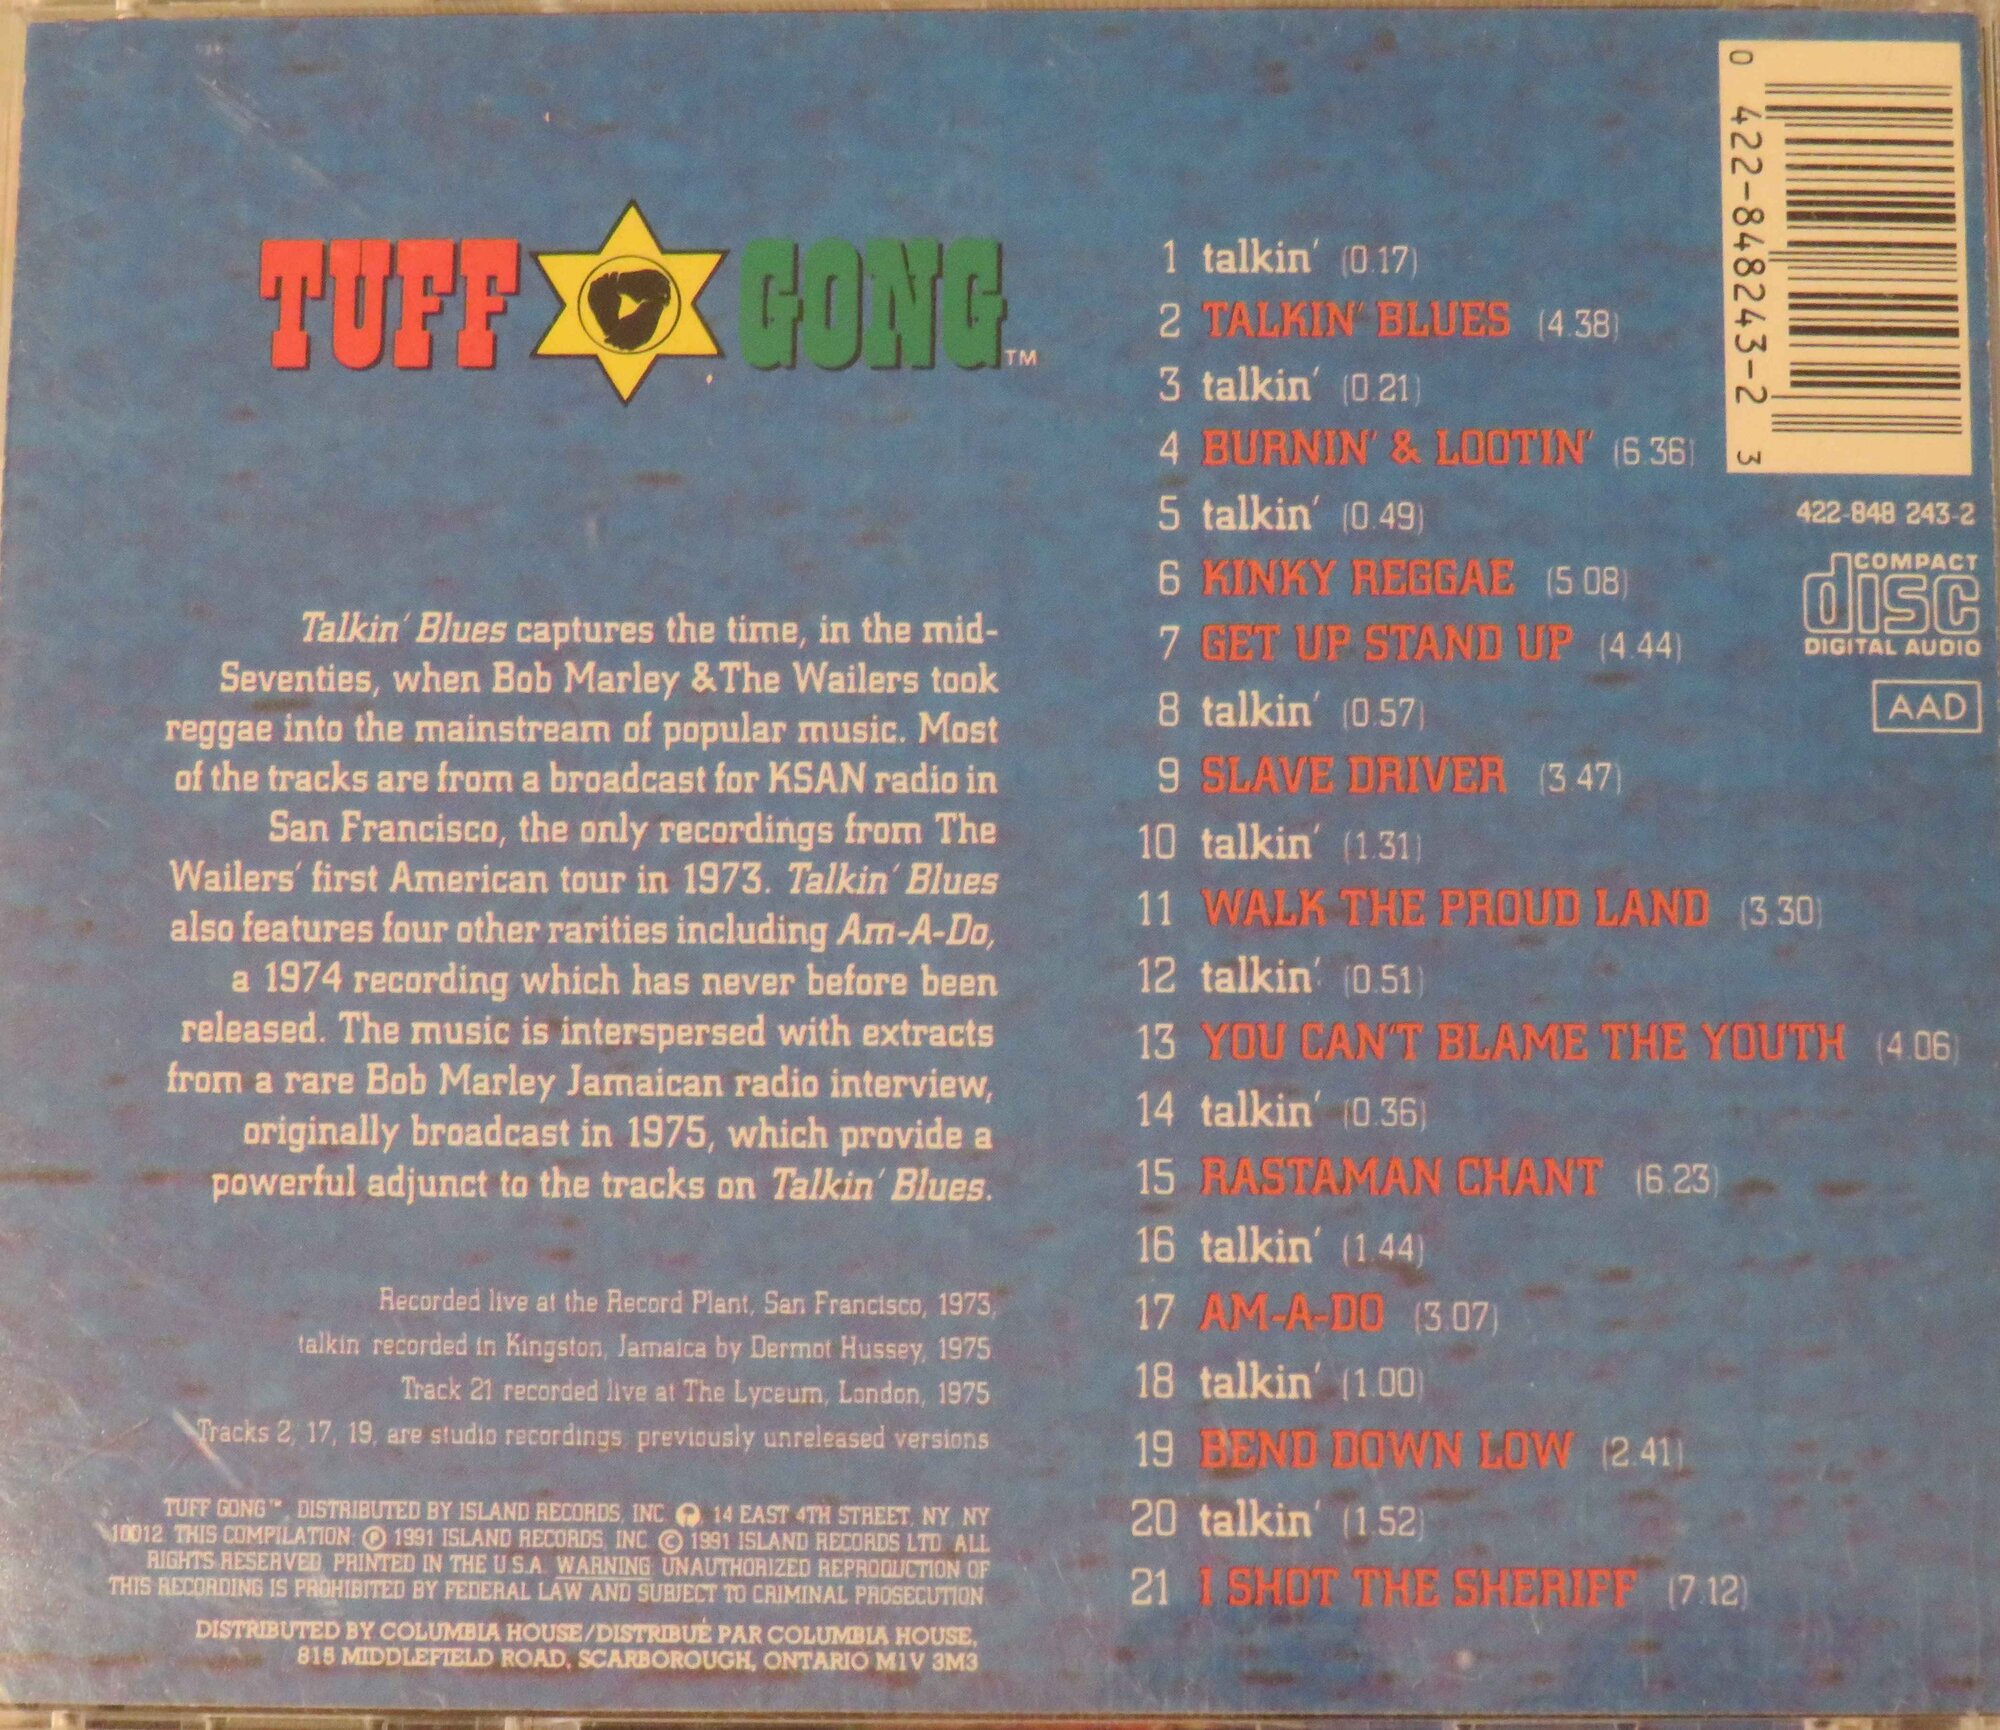 TUFF GONG™
Talkin' Blues captures the time, in the mid-
Seventies, when Bob Marley &The Wailers took
reggae into the mainstream of popular music. Most
of the tracks are from a broadcast for KSAN radio in
San Francisco, the only recordings from The
Wailers' first American tour in 1973. Talkin' Blues
also features four other rarities including Am-A-Do,
a 1974 recording which has never before been
released. The music is interspersed with extracts
from a rare Bob Marley Jamaican radio interview,
originally broadcast in 1975, which provide a
powerful adjunct to the tracks on Talkin' Blues.
Recorded live at the Record Plant, San Francisco, 1973,
talkin recorded in Kingston, Jamaica by Dermot Hussey, 1975
Track 21 recorded live at The Lyceum, London, 1975
Tracks 2, 17, 19, are studio recordings previously unreleased versions
TUFF GONG™ DISTRIBUTED BY ISLAND RECORDS, INC. 14 EAST 4TH STREET, NY, NY
10012. THIS COMPILATION ℗ 1991 ISLAND RECORDS, INC. © 1991 ISLAND RECORDS LTD. ALL
RIGHTS RESERVED. PRINTED IN THE U.S.A. WARNING: UNAUTHORIZED REPRODUCTION OF
THIS RECORDING IS PROHIBITED BY FEDERAL LAW AND SUBJECT TO CRIMINAL PROSECUTION
DISTRIBUTED BY COLUMBIA HOUSE/DISTRIBUÉ PAR COLUMBIA HOUSE,
815 MIDDLEFIELD ROAD, SCARBOROUGH, ONTARIO M1V 3M3
1 talkin' (0.17)
2 TALKIN' BLUES (4.38)
3 talkin' (0.21)
4 BURNIN' & LOOTIN' (6.36)
5 talkin' (0.49)
6 KINKY REGGAE (5.08)
7 GET UP STAND UP (4.44)
8 talkin' (0.57)
9 SLAVE DRIVER (3.47)
10 talkin' (1.31)
11 WALK THE PROUD LAND (3.30)
12 talkin' (0.51)
13 YOU CAN'T BLAME THE YOUTH (4.06)
14 talkin' (0.36)
15 RASTAMAN CHANT (6.23)
16 talkin' (1.44)
17 AM-A-DO (3.07)
18 talkin' (1.00)
19 BEND DOWN LOW (2.41)
20 talkin' (1.52)
21 I SHOT THE SHERIFF (7.12)
0 422-848243-2 3
422-848 243-2
COMPACT
disc
DIGITAL AUDIO
AAD